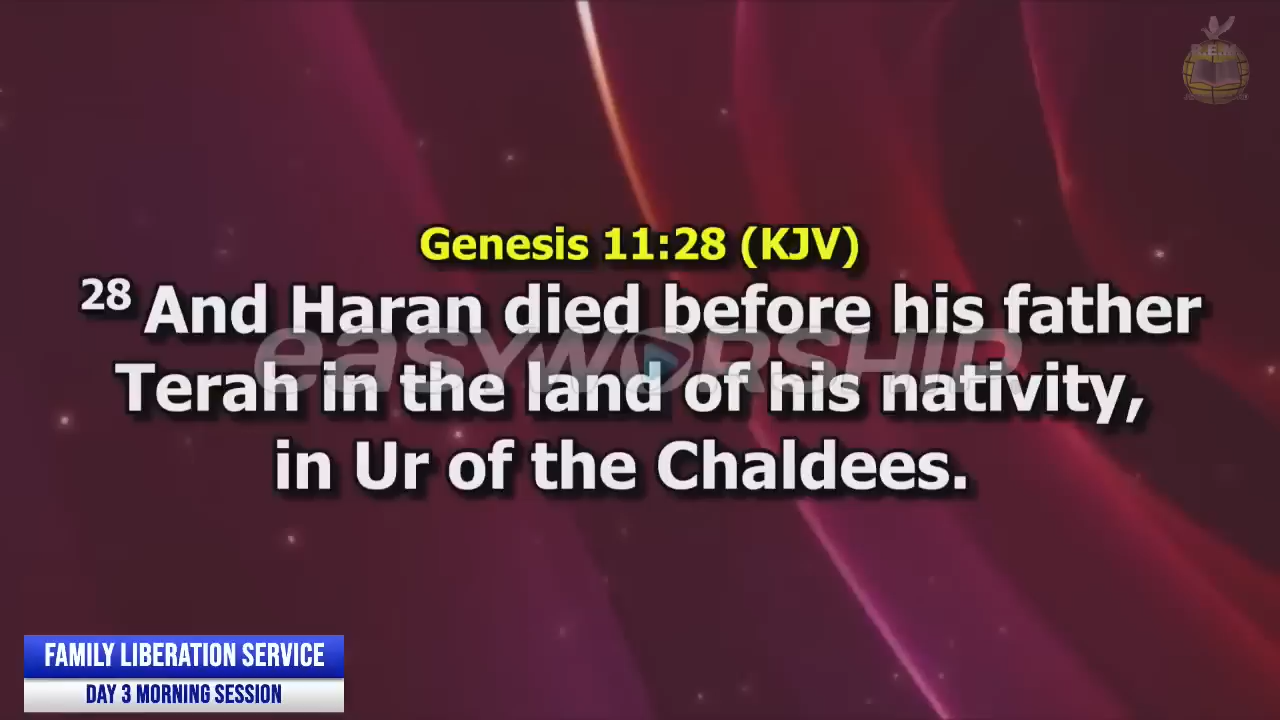 R.E.M
Genesis 11:28 (KJV)
28 And Haran died before his father
Terah in the land of his nativity,
in Ur of the Chaldees.
easyworship
FAMILY LIBERATION SERVICE
DAY 3 MORNING SESSION